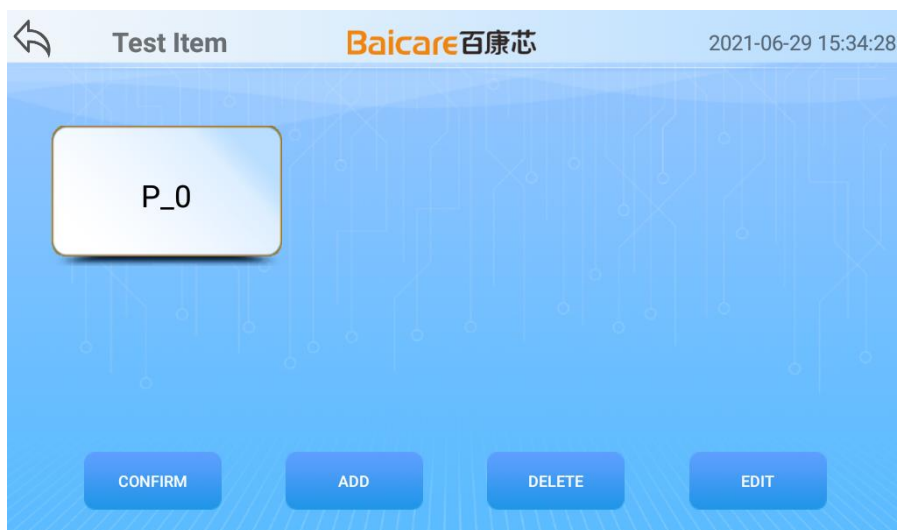 Test Item
Baicare百康芯
2021-06-29 15:34:28
P_0
CONFIRM
ADD
DELETE
EDIT